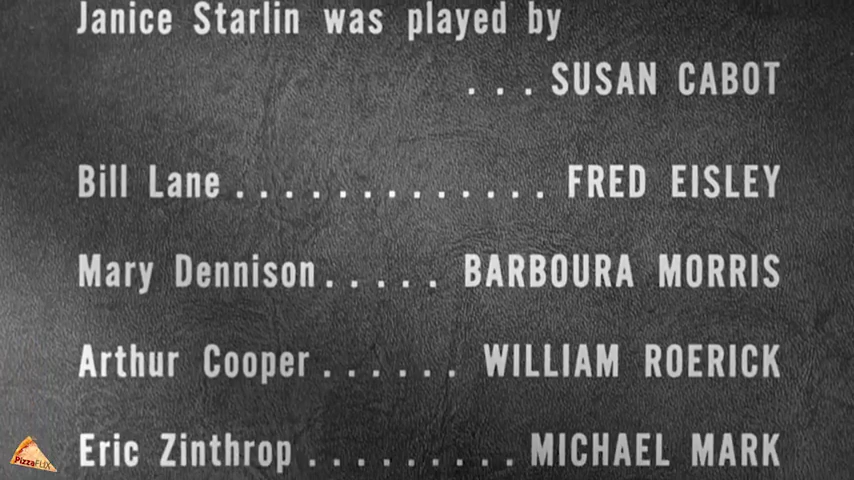 Janice Starlin was played by
. . . SUSAN CABOT
Bill Lane . . . . . . . . . . . . . FRED EISLEY
Mary Dennison . . . . . BARBOURA MORRIS
Arthur Cooper . . . . . . WILLIAM ROERICK
Eric Zinthrop . . . . . . . . . MICHAEL MARK
PizzaFLIX